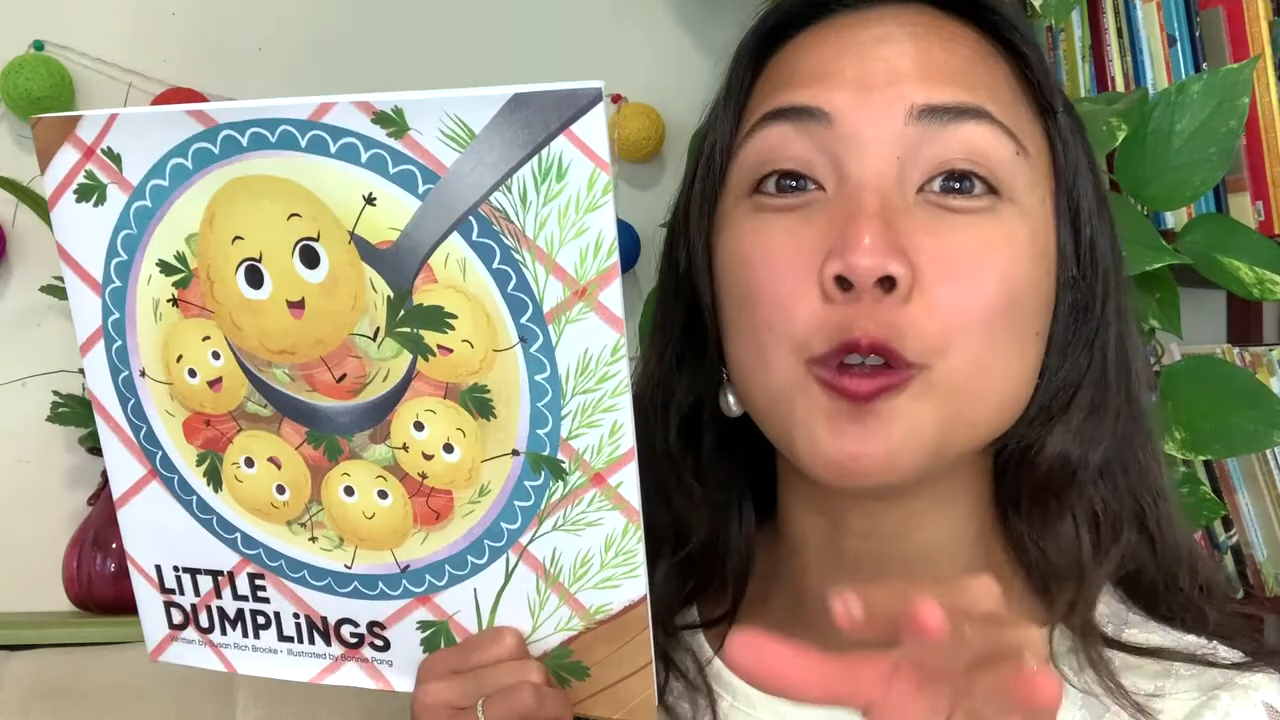 LiTTLE
DUMPLiNGS
Written by Susan Rich Brooke • Illustrated by Bonnie Pang